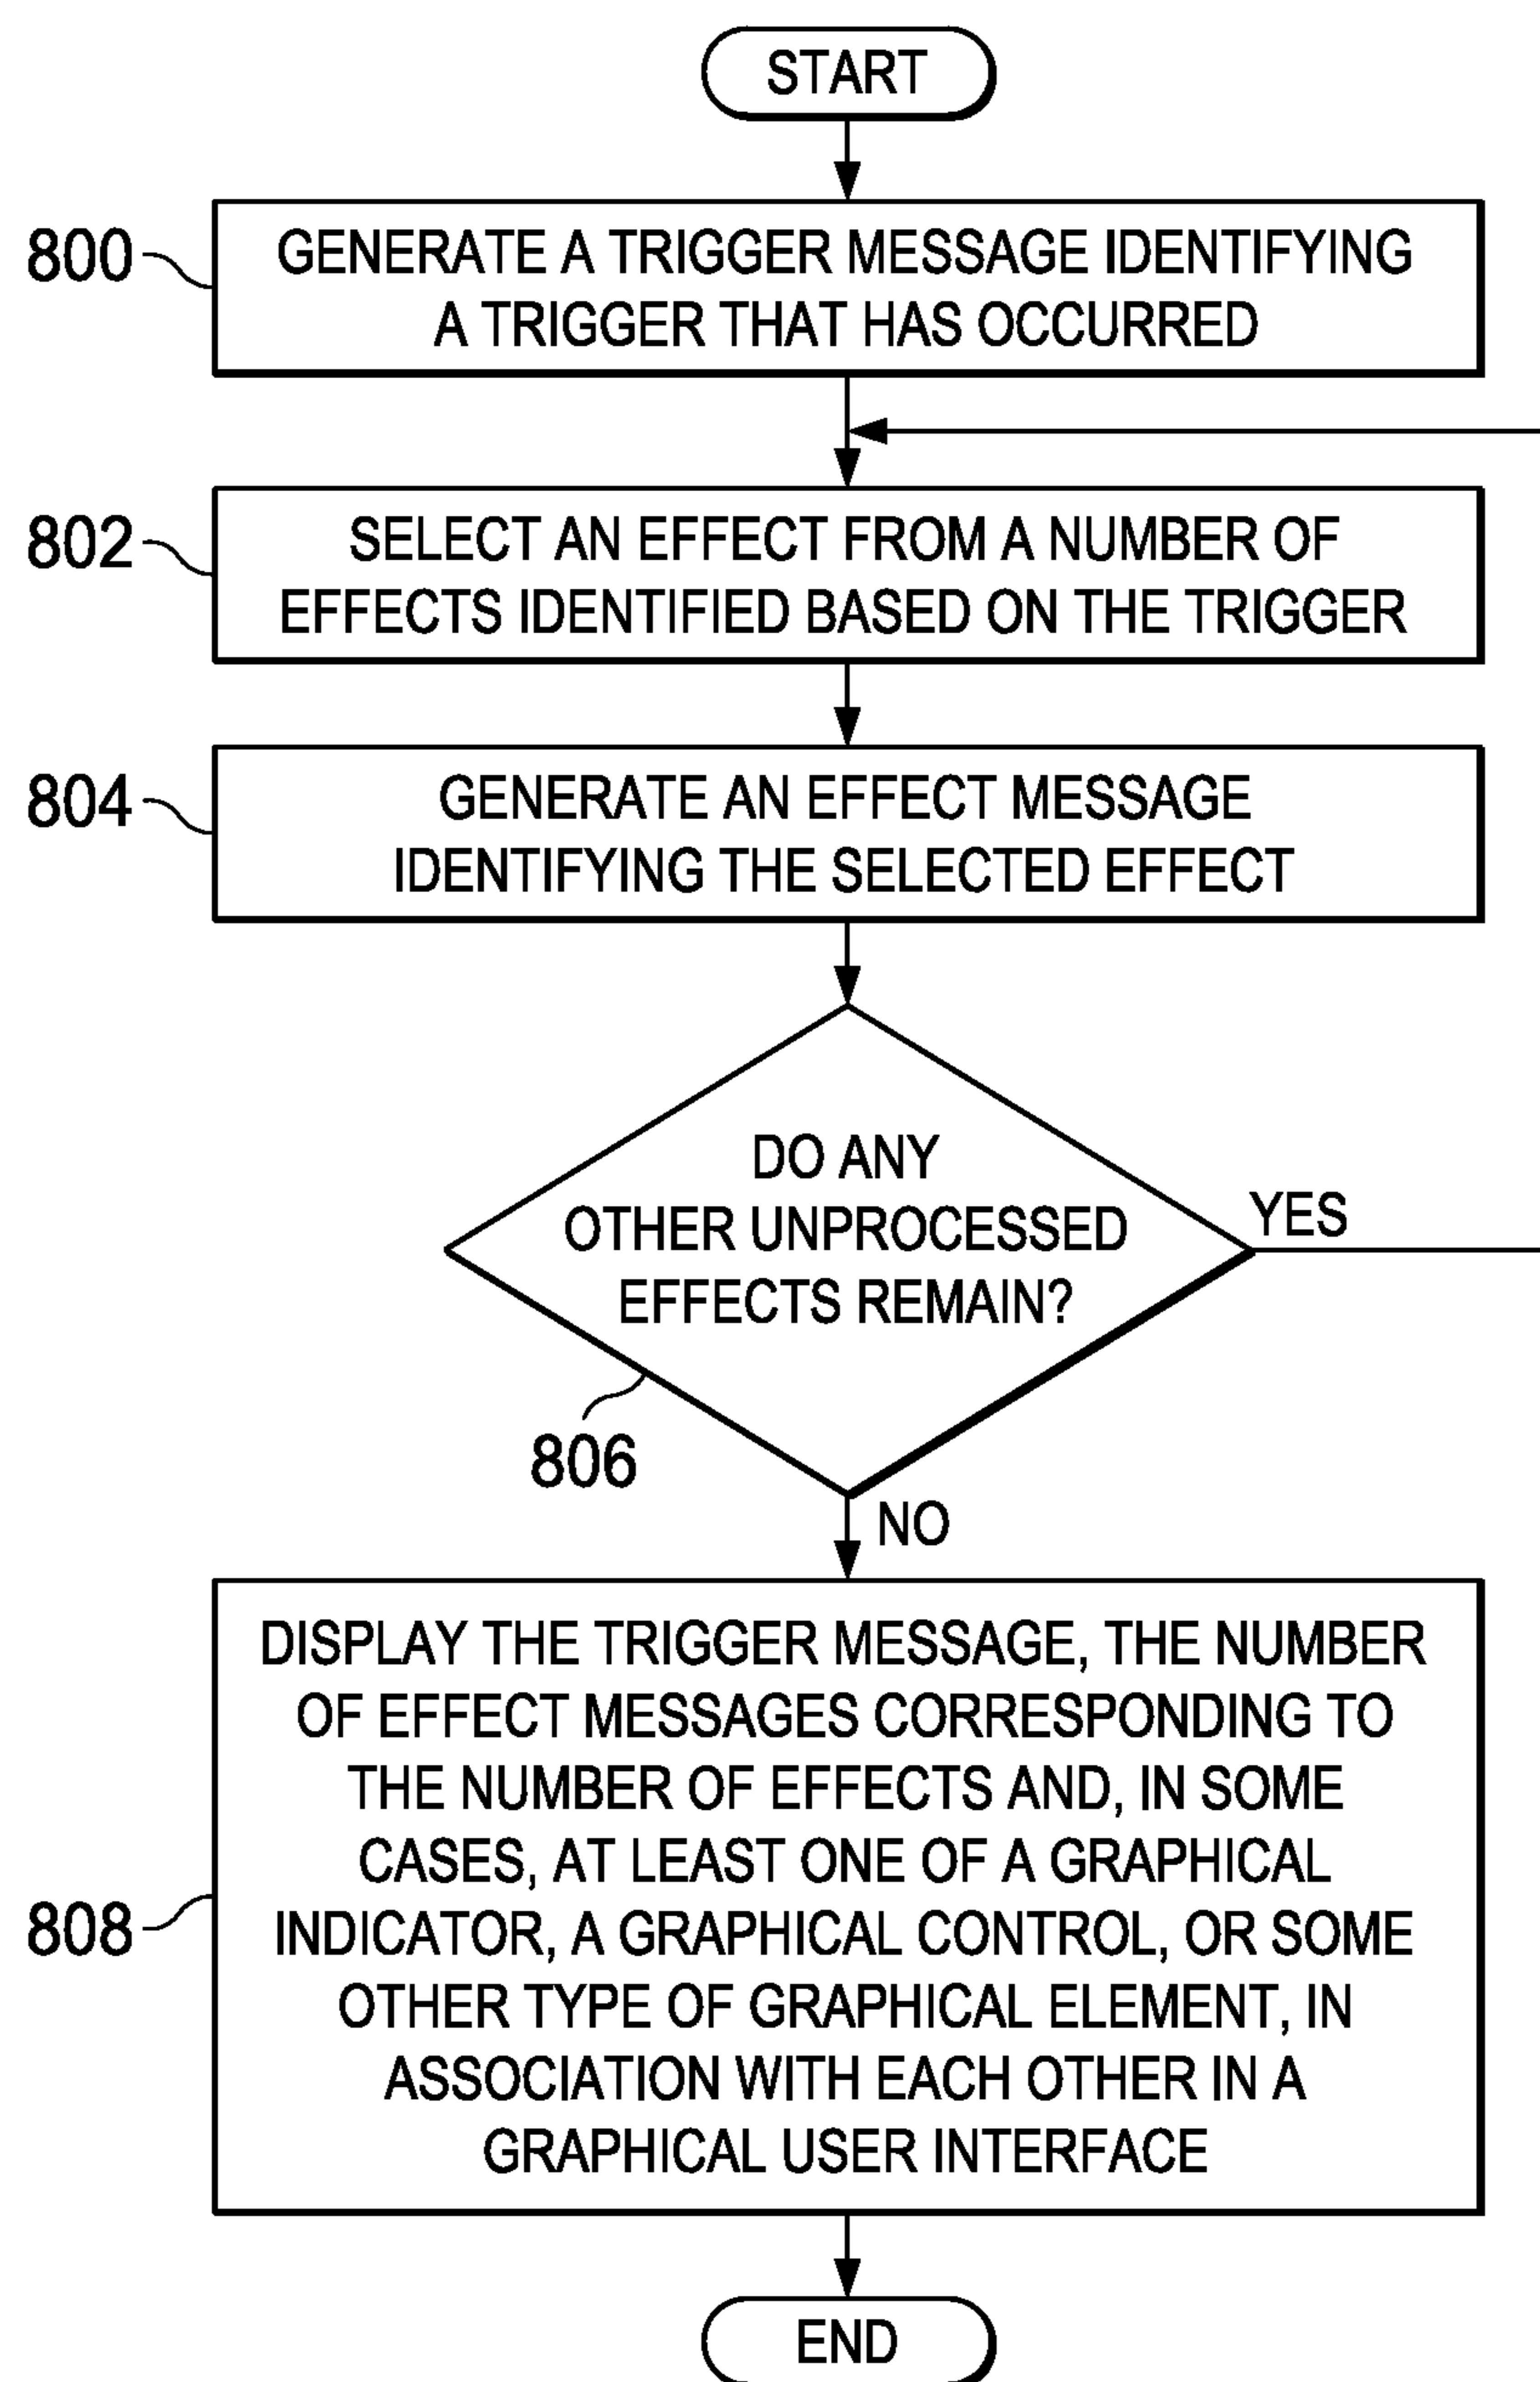 START
800
GENERATE A TRIGGER MESSAGE IDENTIFYING
A TRIGGER THAT HAS OCCURRED
802
SELECT AN EFFECT FROM A NUMBER OF
EFFECTS IDENTIFIED BASED ON THE TRIGGER
804
GENERATE AN EFFECT MESSAGE
IDENTIFYING THE SELECTED EFFECT
DO ANY
OTHER UNPROCESSED
EFFECTS REMAIN?
YES
806
NO
808
DISPLAY THE TRIGGER MESSAGE, THE NUMBER
OF EFFECT MESSAGES CORRESPONDING TO
THE NUMBER OF EFFECTS AND, IN SOME
CASES, AT LEAST ONE OF A GRAPHICAL
INDICATOR, A GRAPHICAL CONTROL, OR SOME
OTHER TYPE OF GRAPHICAL ELEMENT, IN
ASSOCIATION WITH EACH OTHER IN A
GRAPHICAL USER INTERFACE
END